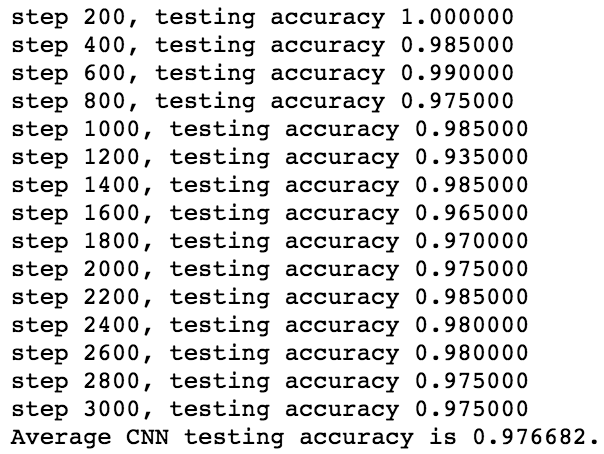 step 200, testing accuracy 1.000000
step 400, testing accuracy 0.985000
step 600, testing accuracy 0.990000
step 800, testing accuracy 0.975000
step 1000, testing accuracy 0.985000
step 1200, testing accuracy 0.935000
step 1400, testing accuracy 0.985000
step 1600, testing accuracy 0.965000
step 1800, testing accuracy 0.970000
step 2000, testing accuracy 0.975000
step 2200, testing accuracy 0.985000
step 2400, testing accuracy 0.980000
step 2600, testing accuracy 0.980000
step 2800, testing accuracy 0.975000
step 3000, testing accuracy 0.975000
Average CNN testing accuracy is 0.976682.